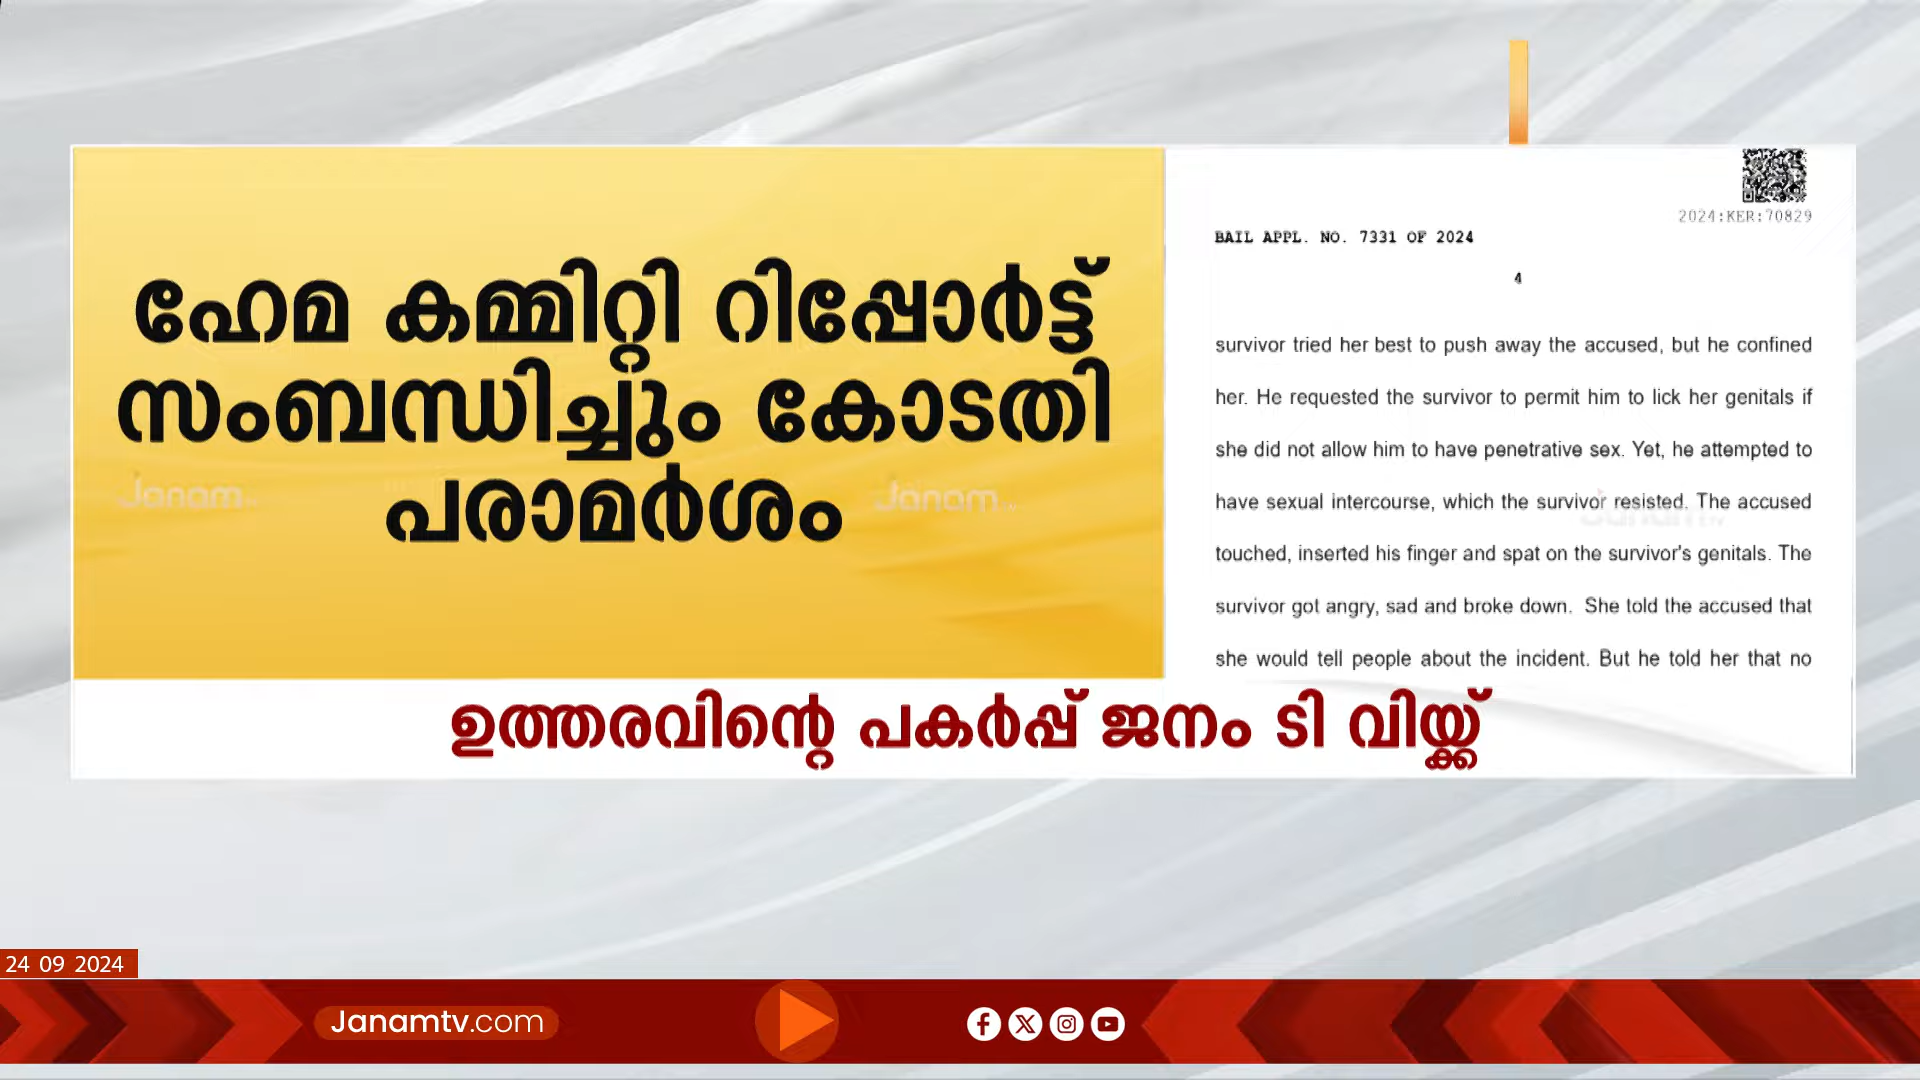 ഹേമ കമ്മിറ്റി റിപ്പോർട്ട്
സംബന്ധിച്ചും കോടതി
പരാമർശം
2024:KER:70829
BAIL APPL. NO. 7331 OF 2024
4
survivor tried her best to push away the accused, but he confined
her. He requested the survivor to permit him to lick her genitals if
she did not allow him to have penetrative sex. Yet, he attempted to
have sexual intercourse, which the survivor resisted. The accused
touched, inserted his finger and spat on the survivor's genitals. The
survivor got angry, sad and broke down. She told the accused that
she would tell people about the incident. But he told her that no
Janam
Janam
Janam
ഉത്തരവിന്റെ പകർപ്പ് ജനം ടി വിയ്ക്ക്
24 09 2024
Janamtv.com